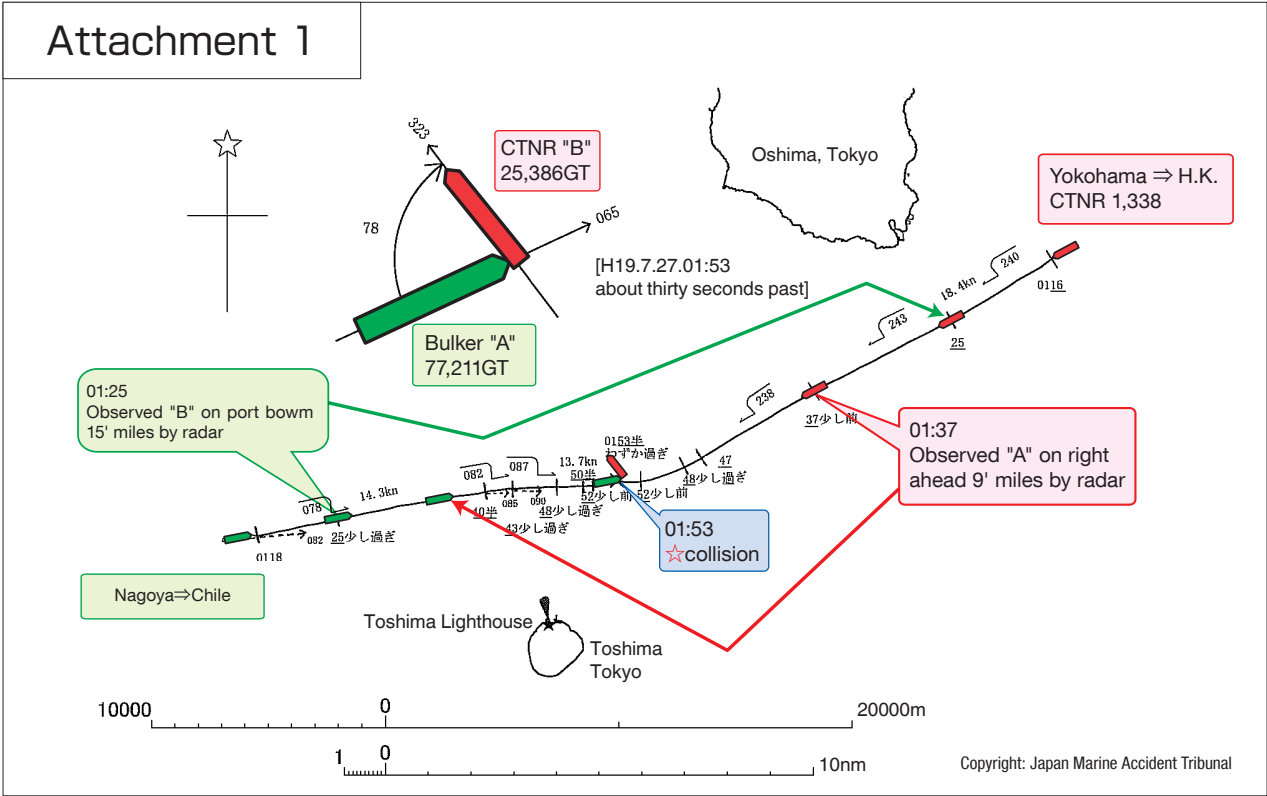 Attachment 1
323
CTNR "B"
25,386GT
78
065
[H19.7.27.01:53
about thirty seconds past]
Bulker "A"
77,211GT
Oshima, Tokyo
Yokohama ⇒ H.K.
CTNR 1,338
240
18.4kn
0116
243
25
238
37少し前
01:25
Observed "B" on port bowm
15' miles by radar
01:37
Observed "A" on right
ahead 9' miles by radar
0153半
わずか過ぎ
47
48少し過ぎ
52少し前
13.7kn
50半
52少し前
082
087
14.3kn
078
085
090
40半
48少し過ぎ
43少し過ぎ
25少し過ぎ
082
0118
01:53
☆collision
Nagoya⇒Chile
Toshima Lighthouse
Toshima
Tokyo
10000
0
20000m
1
0
10nm
Copyright: Japan Marine Accident Tribunal